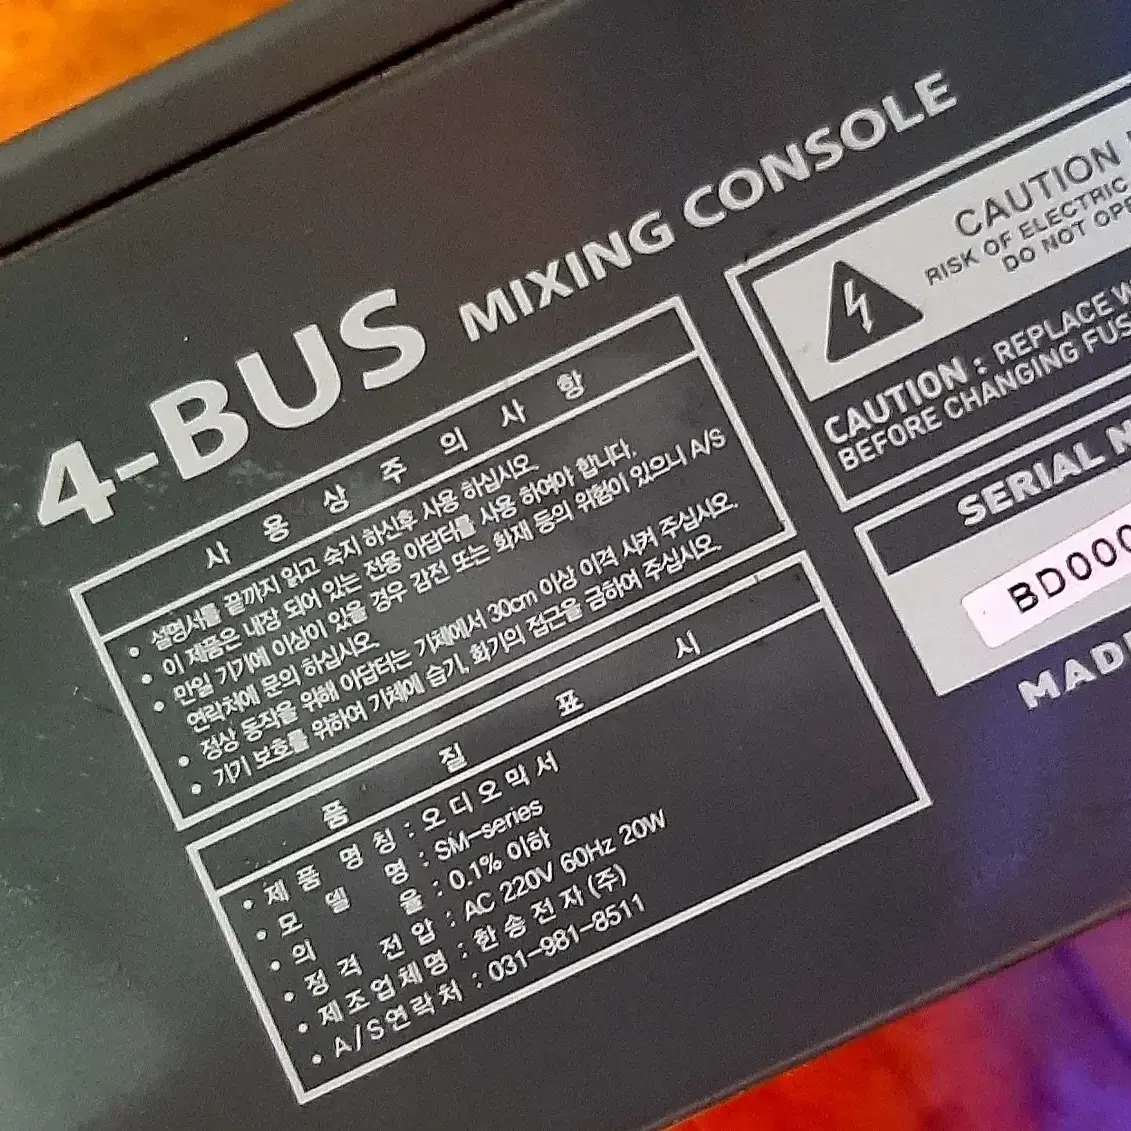 4-BUS MIXING CONSOLE
사용상주의사항
• 설명서를 끝까지 읽고 숙지 하신후 사용 하십시오.
• 이 제품은 내장 되어 있는 전용 아답터를 사용 하여야 합니다.
• 만일 기기에 이상이 있을 경우 감전 또는 화재 등의 위험이 있으니 A/S
연락처에 문의 하십시오.
• 정상 동작을 위해 아답터는 기체에서 30cm 이상 이격 시켜 주십시오.
• 기기 보호를 위하여 기체에 습기, 화기의 접근을 금하여 주십시오.
품질표시
• 제품명칭 : 오디오믹서
• 모델명 : SM-series
• 의율 : 0.1% 이하
• 정격전압 : AC 220V 60Hz 20W
• 제조업체명 : 한송전자(주)
• A/S연락처 : 031-981-8511
CAUTION
RISK OF ELECTRIC
DO NOT OPE
CAUTION : REPLACE W
BEFORE CHANGING FUS
SERIAL N
BD000
MADE